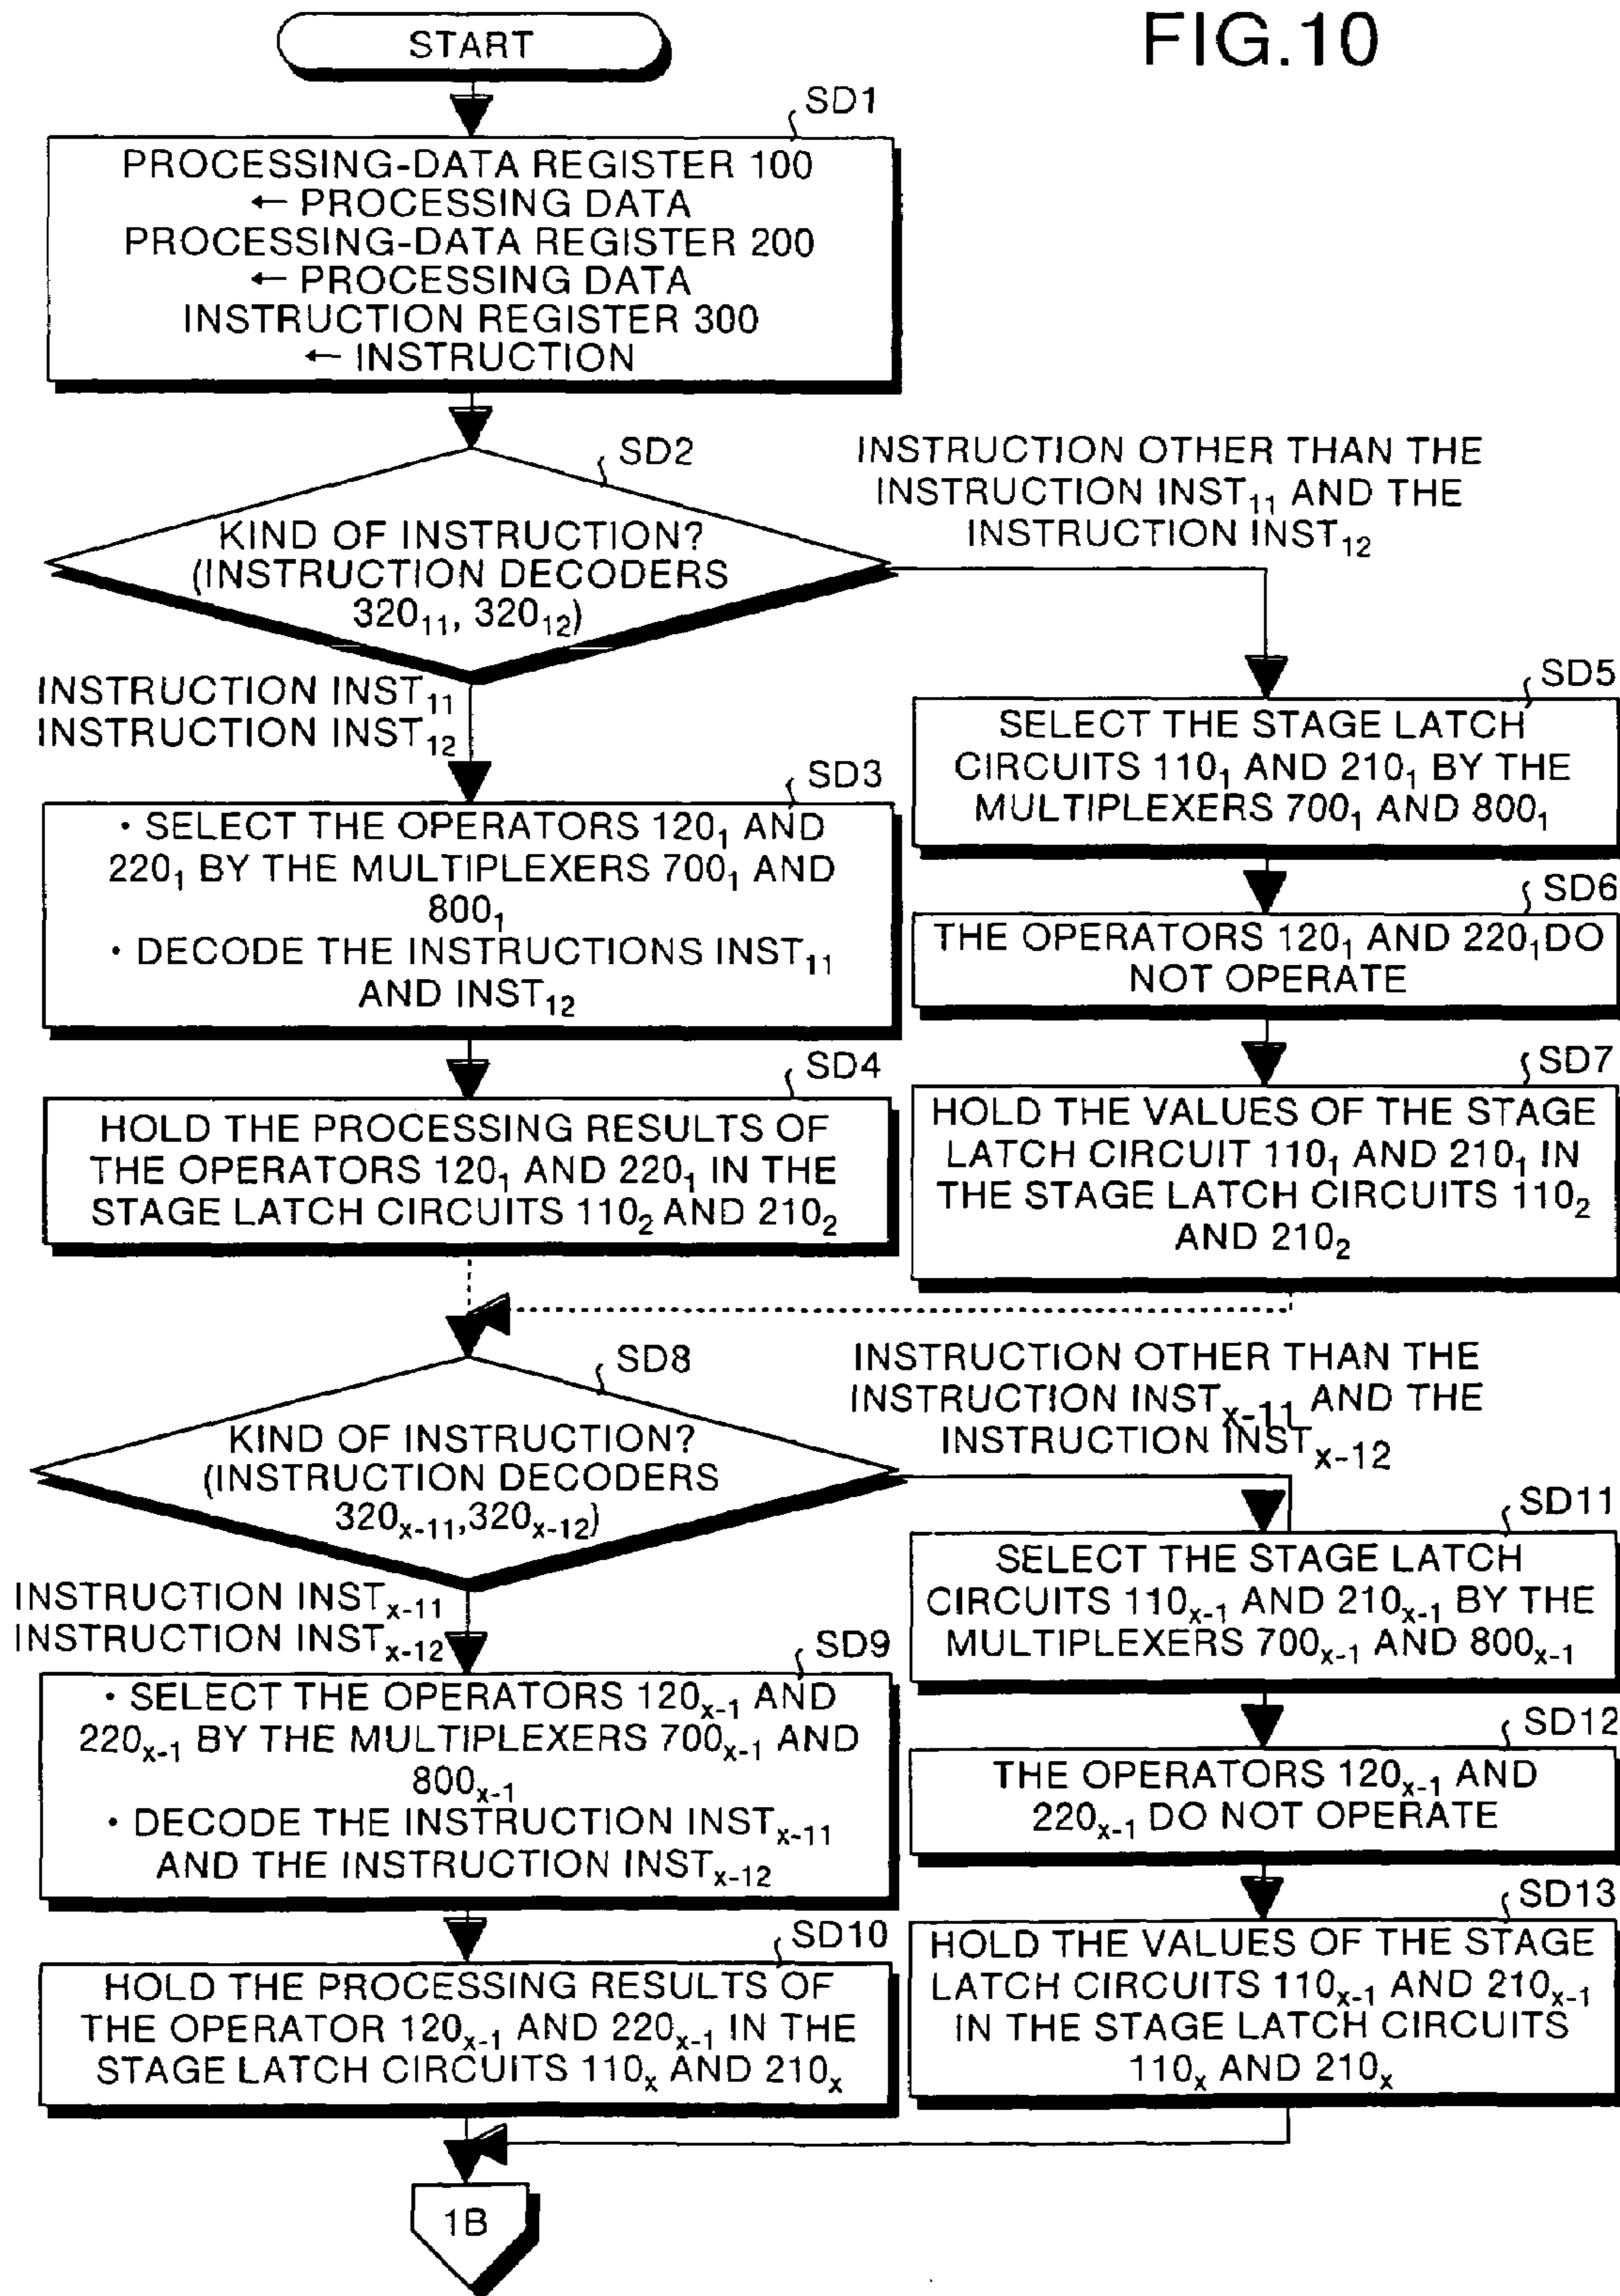 FIG.10
START
SD1
PROCESSING-DATA REGISTER 100
← PROCESSING DATA
PROCESSING-DATA REGISTER 200
← PROCESSING DATA
INSTRUCTION REGISTER 300
← INSTRUCTION
SD2
KIND OF INSTRUCTION?
(INSTRUCTION DECODERS
320₁₁, 320₁₂)
INSTRUCTION OTHER THAN THE
INSTRUCTION INST₁₁ AND THE
INSTRUCTION INST₁₂
INSTRUCTION INST₁₁
INSTRUCTION INST₁₂
SD3
· SELECT THE OPERATORS 120₁ AND
220₁ BY THE MULTIPLEXERS 700₁ AND
800₁
· DECODE THE INSTRUCTIONS INST₁₁
AND INST₁₂
SD4
HOLD THE PROCESSING RESULTS OF
THE OPERATORS 120₁ AND 220₁ IN THE
STAGE LATCH CIRCUITS 110₂ AND 210₂
SD5
SELECT THE STAGE LATCH
CIRCUITS 110₁ AND 210₁ BY THE
MULTIPLEXERS 700₁ AND 800₁
SD6
THE OPERATORS 120₁ AND 220₁DO
NOT OPERATE
SD7
HOLD THE VALUES OF THE STAGE
LATCH CIRCUIT 110₁ AND 210₁ IN
THE STAGE LATCH CIRCUITS 110₂
AND 210₂
SD8
KIND OF INSTRUCTION?
(INSTRUCTION DECODERS
320ₓ₋₁₁,320ₓ₋₁₂)
INSTRUCTION OTHER THAN THE
INSTRUCTION INSTₓ₋₁₁ AND THE
INSTRUCTION INSTₓ₋₁₂
INSTRUCTION INSTₓ₋₁₁
INSTRUCTION INSTₓ₋₁₂
SD9
· SELECT THE OPERATORS 120ₓ₋₁ AND
220ₓ₋₁ BY THE MULTIPLEXERS 700ₓ₋₁ AND
800ₓ₋₁
· DECODE THE INSTRUCTION INSTₓ₋₁₁
AND THE INSTRUCTION INSTₓ₋₁₂
SD10
HOLD THE PROCESSING RESULTS OF
THE OPERATOR 120ₓ₋₁ AND 220ₓ₋₁ IN THE
STAGE LATCH CIRCUITS 110ₓ AND 210ₓ
SD11
SELECT THE STAGE LATCH
CIRCUITS 110ₓ₋₁ AND 210ₓ₋₁ BY THE
MULTIPLEXERS 700ₓ₋₁ AND 800ₓ₋₁
SD12
THE OPERATORS 120ₓ₋₁ AND
220ₓ₋₁ DO NOT OPERATE
SD13
HOLD THE VALUES OF THE STAGE
LATCH CIRCUITS 110ₓ₋₁ AND 210ₓ₋₁
IN THE STAGE LATCH CIRCUITS
110ₓ AND 210ₓ
1B